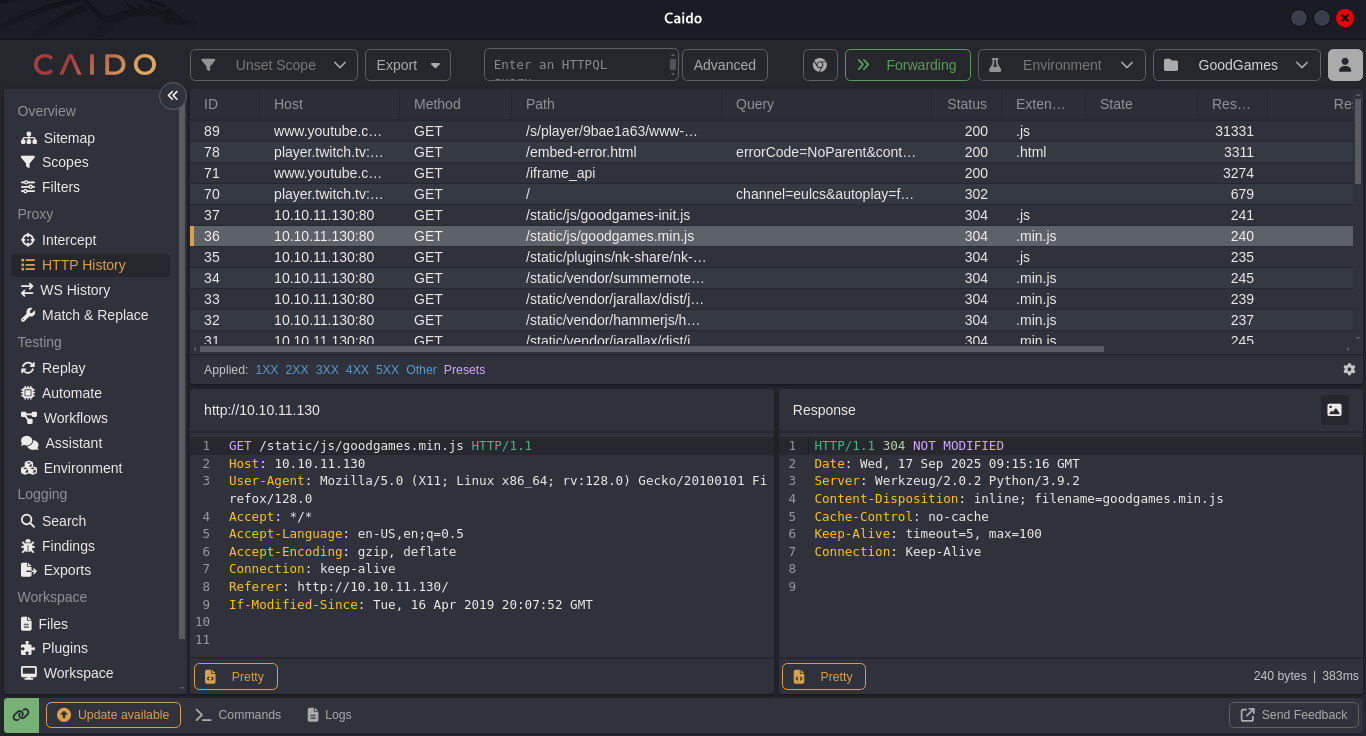 Caido
CAIDO
Unset Scope
Export
Enter an HTTPQL
Advanced
Forwarding
Environment
GoodGames
Overview
Sitemap
Scopes
Filters
Proxy
Intercept
HTTP History
WS History
Match & Replace
Testing
Replay
Automate
Workflows
Assistant
Environment
Logging
Search
Findings
Exports
Workspace
Files
Plugins
Workspace
ID Host Method Path Query Status Exten… State Res… Res
89 www.youtube.c… GET /s/player/9bae1a63/www-… 200 .js 31331
78 player.twitch.tv:… GET /embed-error.html errorCode=NoParent&cont… 200 .html 3311
71 www.youtube.c… GET /iframe_api 200 3274
70 player.twitch.tv:… GET / channel=eulcs&autoplay=f… 302 679
37 10.10.11.130:80 GET /static/js/goodgames-init.js 304 .js 241
36 10.10.11.130:80 GET /static/js/goodgames.min.js 304 .min.js 240
35 10.10.11.130:80 GET /static/plugins/nk-share/nk-… 304 .js 235
34 10.10.11.130:80 GET /static/vendor/summernote… 304 .min.js 245
33 10.10.11.130:80 GET /static/vendor/jarallax/dist/j… 304 .min.js 239
32 10.10.11.130:80 GET /static/vendor/hammerjs/h… 304 .min.js 237
31 10.10.11.130:80 GET /static/vendor/jarallax/dist/j… 304 .min.js 245
Applied: 1XX 2XX 3XX 4XX 5XX Other Presets
http://10.10.11.130
1 GET /static/js/goodgames.min.js HTTP/1.1
2 Host: 10.10.11.130
3 User-Agent: Mozilla/5.0 (X11; Linux x86_64; rv:128.0) Gecko/20100101 Fi
refox/128.0
4 Accept: */*
5 Accept-Language: en-US,en;q=0.5
6 Accept-Encoding: gzip, deflate
7 Connection: keep-alive
8 Referer: http://10.10.11.130/
9 If-Modified-Since: Tue, 16 Apr 2019 20:07:52 GMT
10
11
Pretty
Response
1 HTTP/1.1 304 NOT MODIFIED
2 Date: Wed, 17 Sep 2025 09:15:16 GMT
3 Server: Werkzeug/2.0.2 Python/3.9.2
4 Content-Disposition: inline; filename=goodgames.min.js
5 Cache-Control: no-cache
6 Keep-Alive: timeout=5, max=100
7 Connection: Keep-Alive
8
9
Pretty
240 bytes | 383ms
Update available
Commands
Logs
Send Feedback